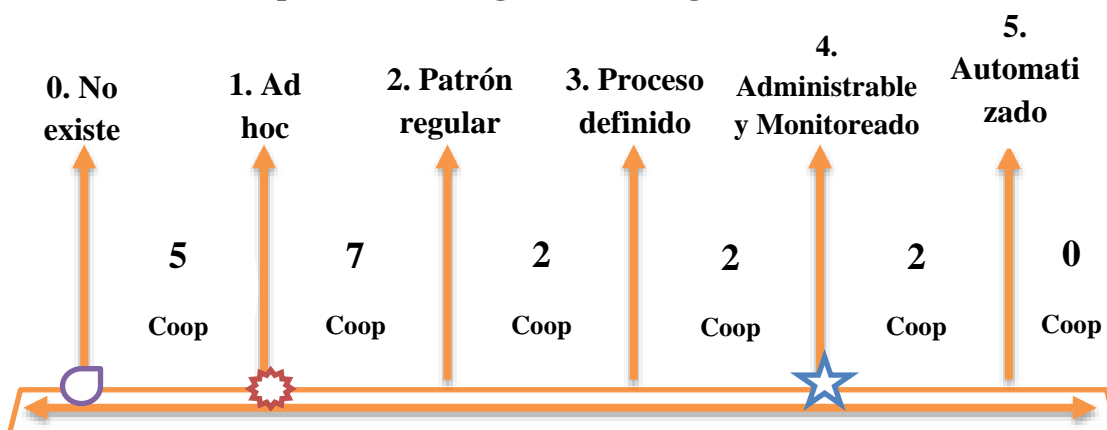 0. No
existe
1. Ad
hoc
2. Patrón
regular
3. Proceso
definido
4.
Administrable
y Monitoreado
5.
Automati
zado
5 7 2 2 2 0
Coop Coop Coop Coop Coop Coop